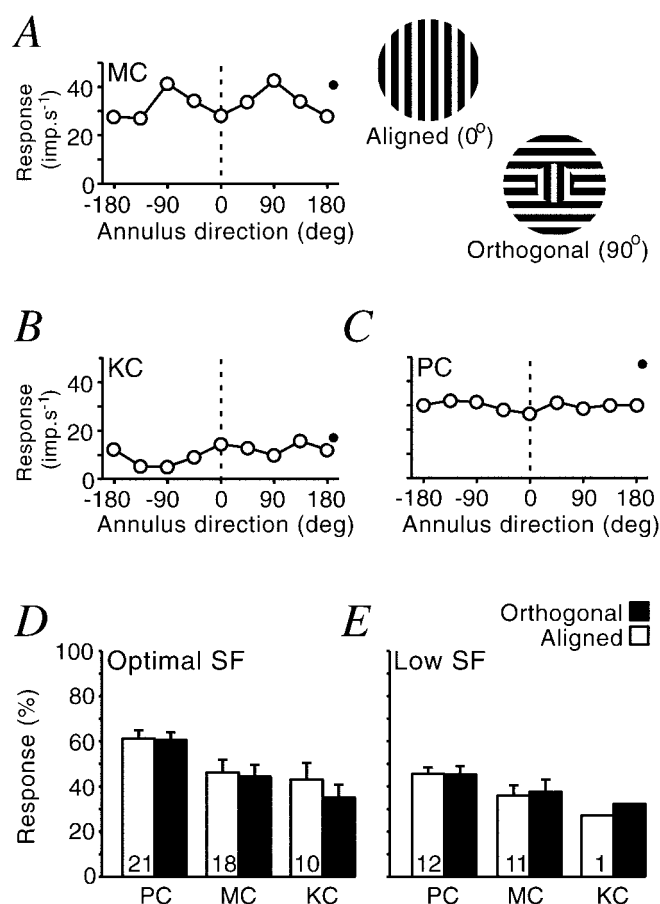 A
MC
Response
(imp.s⁻¹)
40
20
0
-180 -90 0 90 180
Annulus direction (deg)
Aligned (0°)
Orthogonal (90°)
B
KC
Response
(imp.s⁻¹)
40
20
0
-180 -90 0 90 180
Annulus direction (deg)
C
PC
-180 -90 0 90 180
Annulus direction (deg)
D
Optimal SF
Response (%)
100
80
60
40
20
0
21 18 10
PC MC KC
E
Orthogonal
Aligned
Low SF
12 11 1
PC MC KC